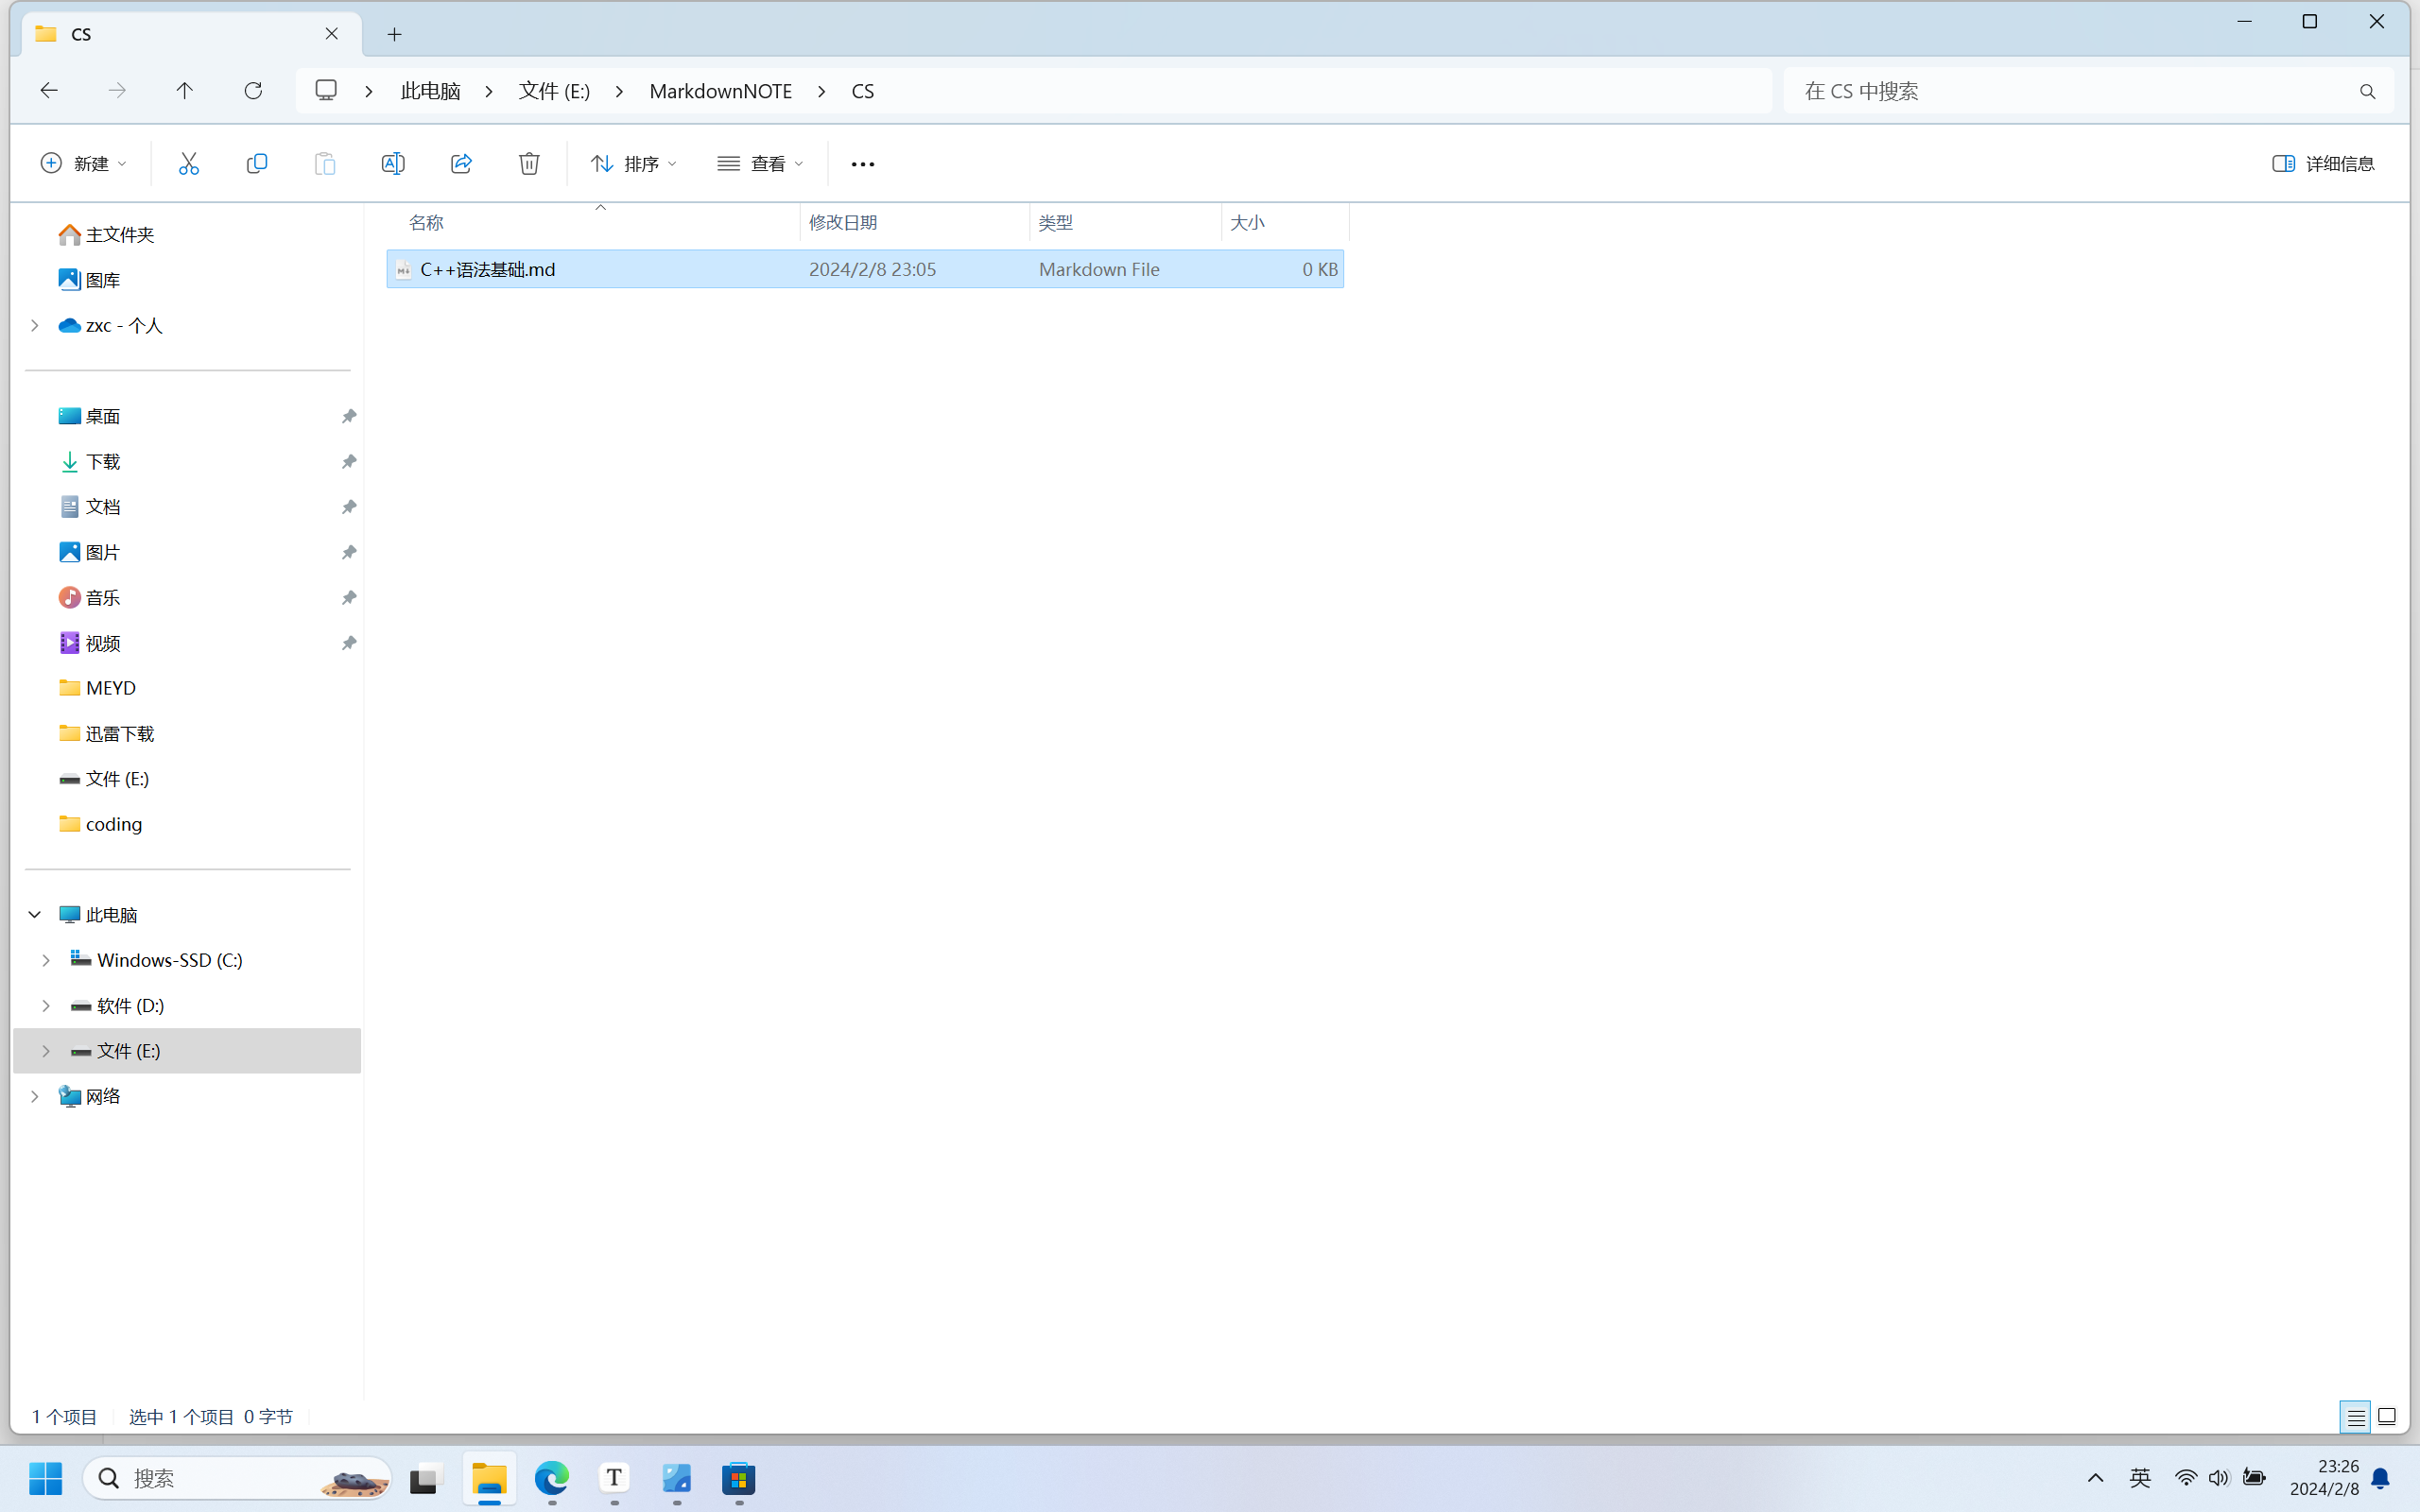 CS
此电脑 文件 (E:) MarkdownNOTE CS
在 CS 中搜索
新建 排序 查看 详细信息
名称 修改日期 类型 大小
C++语法基础.md 2024/2/8 23:05 Markdown File 0 KB
主文件夹
图库
zxc - 个人
桌面
下载
文档
图片
音乐
视频
MEYD
迅雷下载
文件 (E:)
coding
此电脑
Windows-SSD (C:)
软件 (D:)
文件 (E:)
网络
1 个项目 选中 1 个项目 0 字节
搜索
英
23:26
2024/2/8